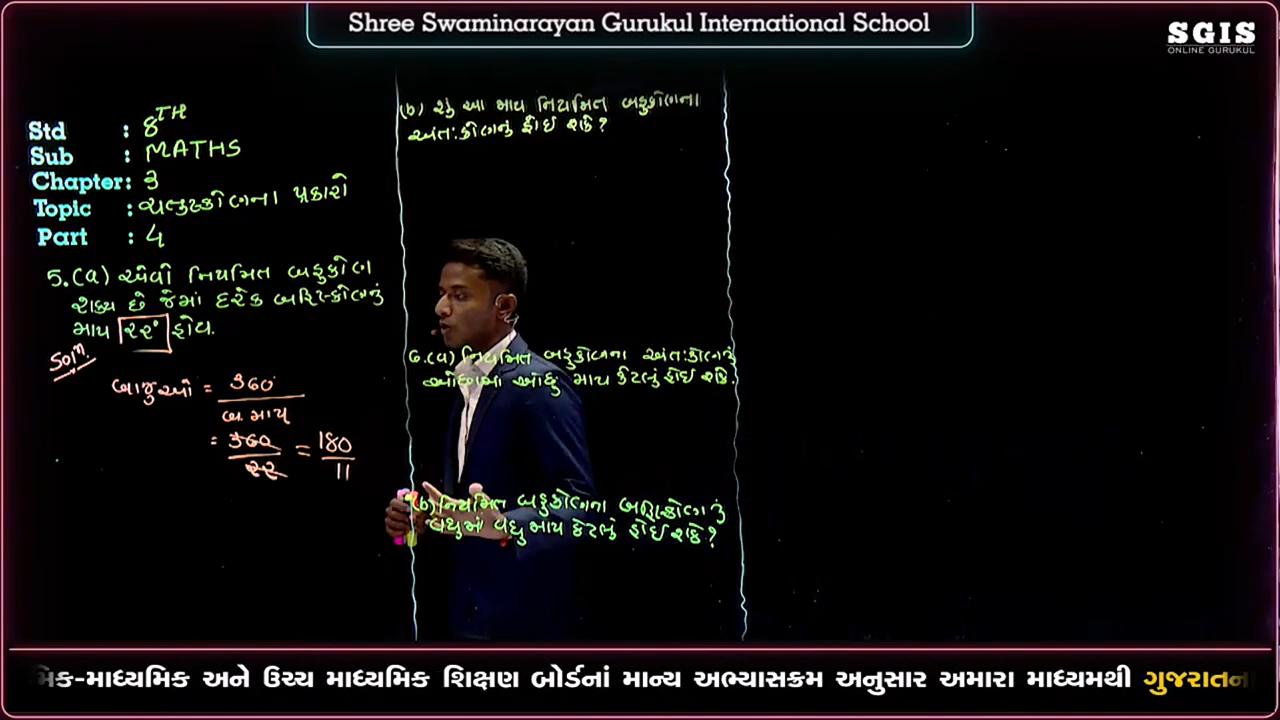 Shree Swaminarayan Gurukul International School
SGIS
ONLINE GURUKUL
Std : 8TH
Sub : MATHS
Chapter: 3
Topic : ચતુષ્કોણના પ્રકારો
Part : 4
5.(a) એવો નિયમિત બહુકોણ
શક્ય છે જેમાં દરેક બહિષ્કોણનું
માપ ૨૨° હોય.
Soln.
બાજુઓ = 360°
બ. માપ
= 360 = 180
૨૨ 11
(b) શું આ માપ નિયમિત બહુકોણના
અંતઃકોણનું હોઈ શકે?
૬.(a) નિયમિત બહુકોણના અંતઃકોણનું
ઓછામાં ઓછું માપ કેટલું હોઈ શકે.
(b) નિયમિત બહુકોણના બહિષ્કોણનું
વધુમાં વધુ માપ કેટલું હોઈ શકે?
મિક-માધ્યમિક અને ઉચ્ચ માધ્યમિક શિક્ષણ બોર્ડનાં માન્ય અભ્યાસક્રમ અનુસાર અમારા માધ્યમથી ગુજરાતના